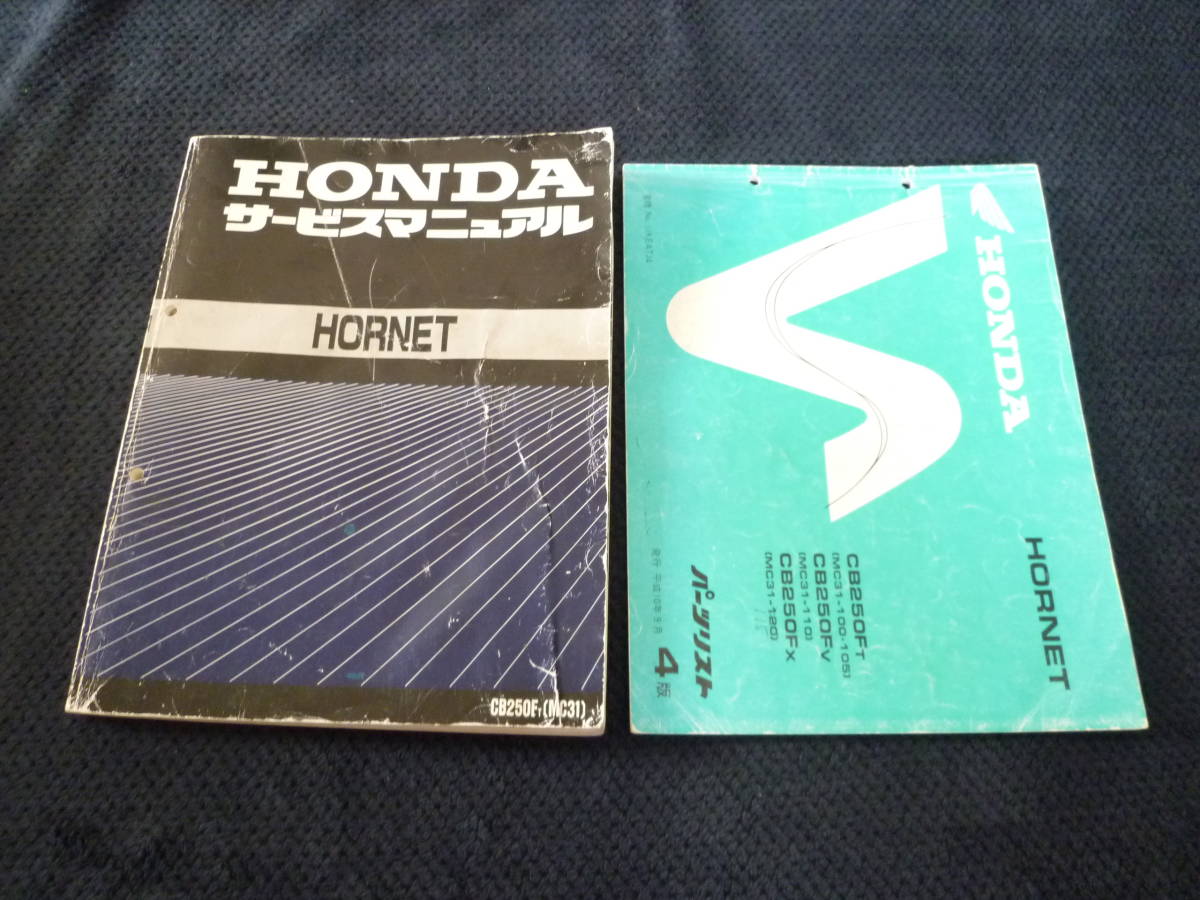 HONDA
サービスマニュアル
HORNET
CB250FT (MC31)
HONDA
HORNET
CB250FT
(MC31-100・105)
CB250FV
(MC31-110)
CB250FX
(MC31-120)
パーツリスト
4版